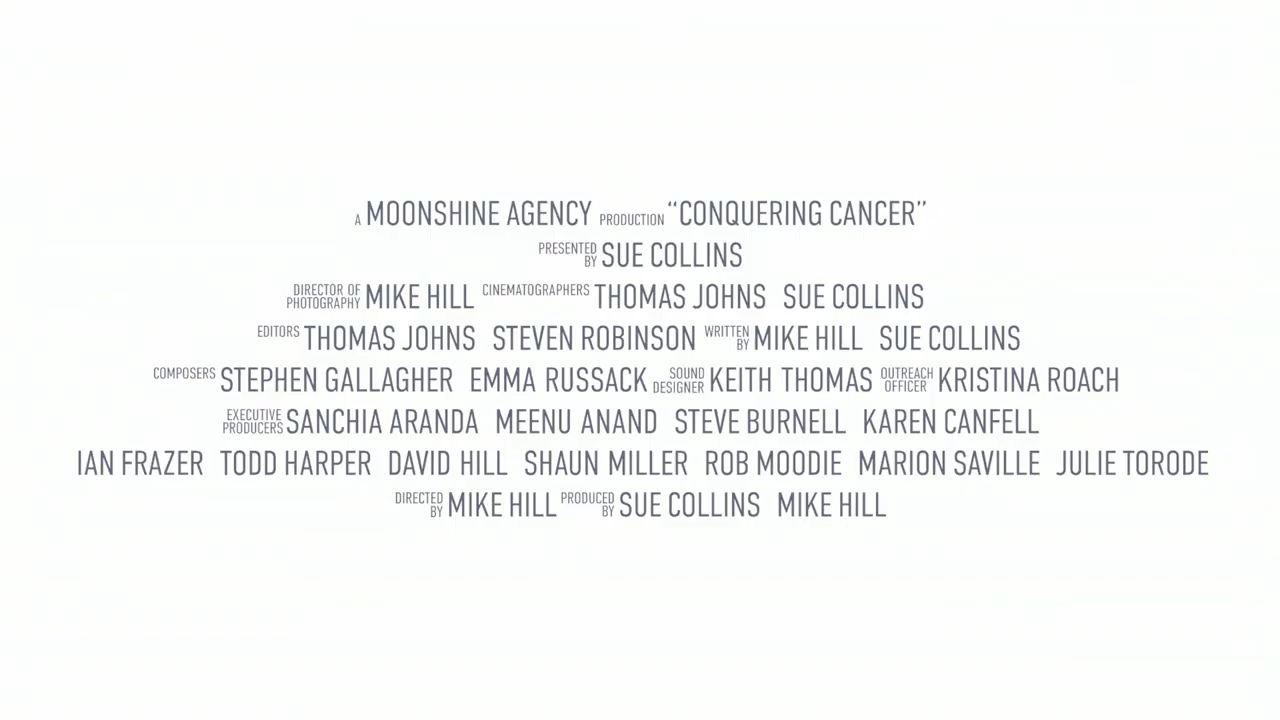 A MOONSHINE AGENCY PRODUCTION “CONQUERING CANCER”
PRESENTED BY SUE COLLINS
DIRECTOR OF PHOTOGRAPHY MIKE HILL CINEMATOGRAPHERS THOMAS JOHNS SUE COLLINS
EDITORS THOMAS JOHNS STEVEN ROBINSON WRITTEN BY MIKE HILL SUE COLLINS
COMPOSERS STEPHEN GALLAGHER EMMA RUSSACK SOUND DESIGNER KEITH THOMAS OUTREACH OFFICER KRISTINA ROACH
EXECUTIVE PRODUCERS SANCHIA ARANDA MEENU ANAND STEVE BURNELL KAREN CANFELL
IAN FRAZER TODD HARPER DAVID HILL SHAUN MILLER ROB MOODIE MARION SAVILLE JULIE TORODE
DIRECTED BY MIKE HILL PRODUCED BY SUE COLLINS MIKE HILL